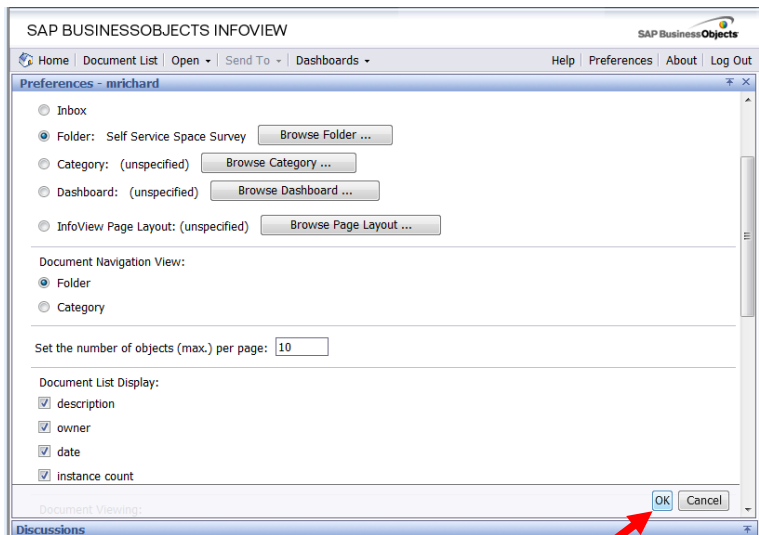 SAP BUSINESSOBJECTS INFOVIEW
SAP BusinessObjects
Home Document List Open Send To Dashboards Help Preferences About Log Out
Preferences - mrichard
Inbox
Folder: Self Service Space Survey Browse Folder ...
Category: (unspecified) Browse Category ...
Dashboard: (unspecified) Browse Dashboard ...
InfoView Page Layout: (unspecified) Browse Page Layout ...
Document Navigation View:
Folder
Category
Set the number of objects (max.) per page: 10
Document List Display:
description
owner
date
instance count
Document Viewing:
OK Cancel
Discussions